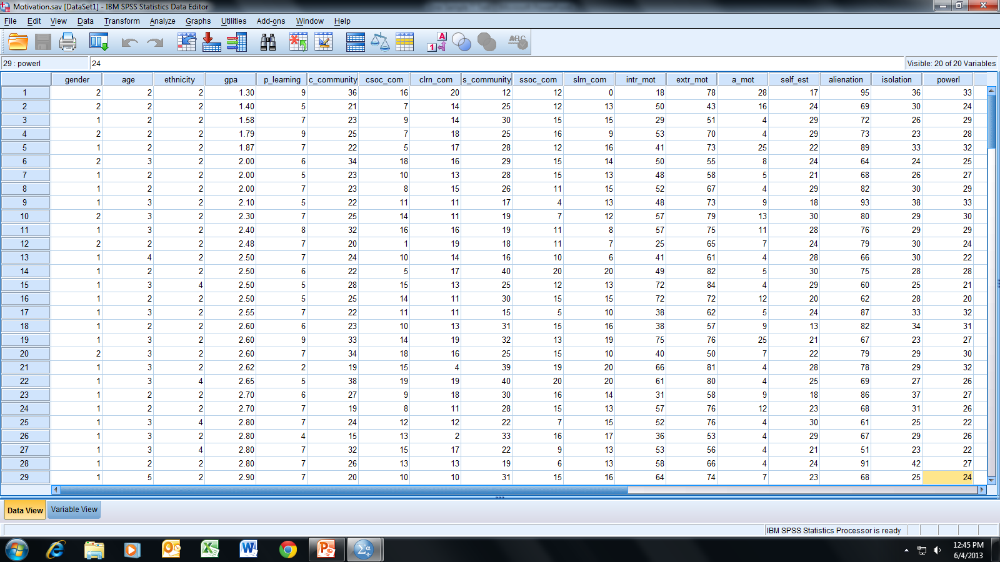 Motivation.sav [DataSet1] - IBM SPSS Statistics Data Editor
File Edit View Data Transform Analyze Graphs Utilities Add-ons Window Help
29 : powerl 24 Visible: 20 of 20 Variables
gender age ethnicity gpa p_learning c_community csoc_com clrn_com s_community ssoc_com slrn_com intr_mot extr_mot a_mot self_est alienation isolation powerl
1 2 2 2 1.30 9 36 16 20 12 12 0 18 78 28 17 95 36 33
2 2 2 2 1.40 5 21 7 14 25 12 13 50 43 16 24 69 30 24
3 1 2 2 1.58 7 23 9 14 30 15 15 29 51 4 29 72 26 29
4 2 2 2 1.79 9 25 7 18 25 16 9 53 70 4 29 73 23 28
5 1 2 2 1.87 7 22 5 17 28 12 16 41 73 25 22 89 33 32
6 2 3 2 2.00 6 34 18 16 29 15 14 50 55 8 24 64 24 25
7 1 2 2 2.00 5 23 10 13 28 15 13 48 58 5 21 68 26 27
8 1 2 2 2.00 7 23 8 15 26 11 15 52 67 4 29 82 30 29
9 1 3 2 2.10 5 22 11 11 17 4 13 48 73 9 18 93 38 33
10 2 3 2 2.30 7 25 14 11 19 7 12 57 79 13 30 80 29 30
11 1 3 2 2.40 8 32 16 16 19 11 8 57 75 11 28 76 29 29
12 2 2 2 2.48 7 20 1 19 18 11 7 25 65 7 24 79 30 24
13 1 4 2 2.50 7 24 10 14 16 10 6 41 61 4 28 66 30 22
14 1 2 2 2.50 6 22 5 17 40 20 20 49 82 5 30 75 28 28
15 1 3 4 2.50 5 28 15 13 25 12 13 72 84 4 29 60 25 21
16 1 2 2 2.50 5 25 14 11 30 15 15 72 72 12 20 62 28 20
17 1 3 2 2.55 7 22 11 11 15 5 10 38 62 5 24 87 33 32
18 1 2 2 2.60 6 23 10 13 31 15 16 38 57 9 13 82 34 31
19 1 3 2 2.60 9 33 14 19 32 13 19 75 76 25 21 67 23 27
20 2 3 2 2.60 7 34 18 16 25 15 10 40 50 7 22 79 29 30
21 1 3 2 2.62 2 19 15 4 39 19 20 66 81 4 28 78 29 32
22 1 3 4 2.65 5 38 19 19 40 20 20 61 80 4 25 69 27 26
23 1 2 2 2.70 6 27 9 18 30 16 14 31 58 9 18 86 37 27
24 1 2 2 2.70 7 19 8 11 28 15 13 57 76 12 23 68 31 26
25 1 3 4 2.80 7 24 12 12 22 7 15 52 76 4 30 61 25 22
26 1 3 2 2.80 4 15 13 2 33 16 17 36 53 4 29 67 29 26
27 1 3 4 2.80 7 32 15 17 22 9 13 53 56 4 21 51 23 22
28 1 2 2 2.80 7 26 13 13 19 6 13 58 66 4 24 91 42 27
29 1 5 2 2.90 7 20 10 10 31 15 16 64 74 7 23 68 25 24
Data View Variable View
IBM SPSS Statistics Processor is ready
12:45 PM
6/4/2013